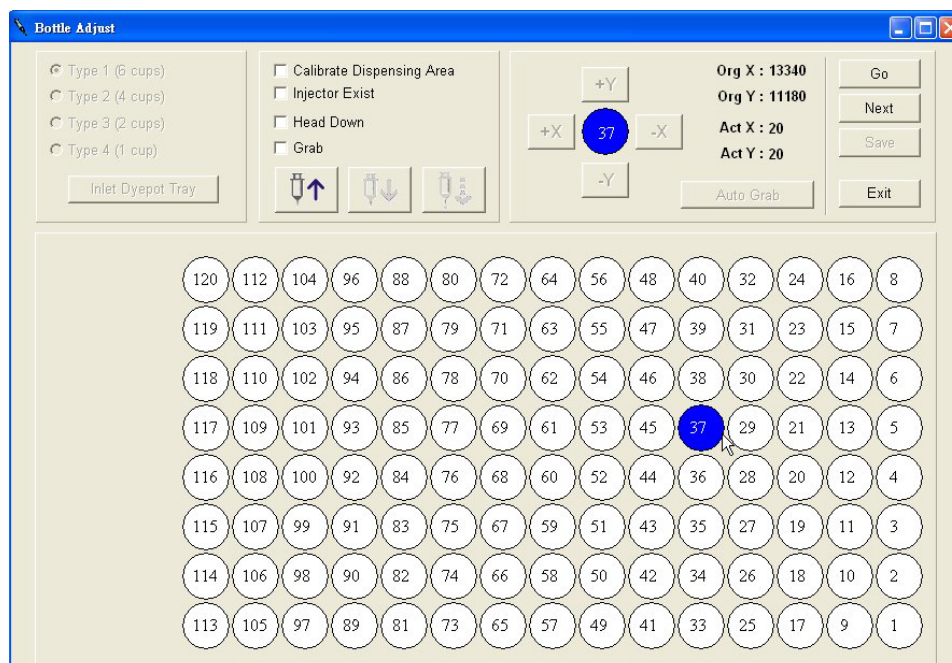 Bottle Adjust
Type 1 (6 cups)
Type 2 (4 cups)
Type 3 (2 cups)
Type 4 (1 cup)
Inlet Dyepot Tray
Calibrate Dispensing Area
Injector Exist
Head Down
Grab
+Y
+X 37 -X
-Y
Org X : 13340
Org Y : 11180
Act X : 20
Act Y : 20
Auto Grab
Go
Next
Save
Exit
120 112 104 96 88 80 72 64 56 48 40 32 24 16 8
119 111 103 95 87 79 71 63 55 47 39 31 23 15 7
118 110 102 94 86 78 70 62 54 46 38 30 22 14 6
117 109 101 93 85 77 69 61 53 45 37 29 21 13 5
116 108 100 92 84 76 68 60 52 44 36 28 20 12 4
115 107 99 91 83 75 67 59 51 43 35 27 19 11 3
114 106 98 90 82 74 66 58 50 42 34 26 18 10 2
113 105 97 89 81 73 65 57 49 41 33 25 17 9 1